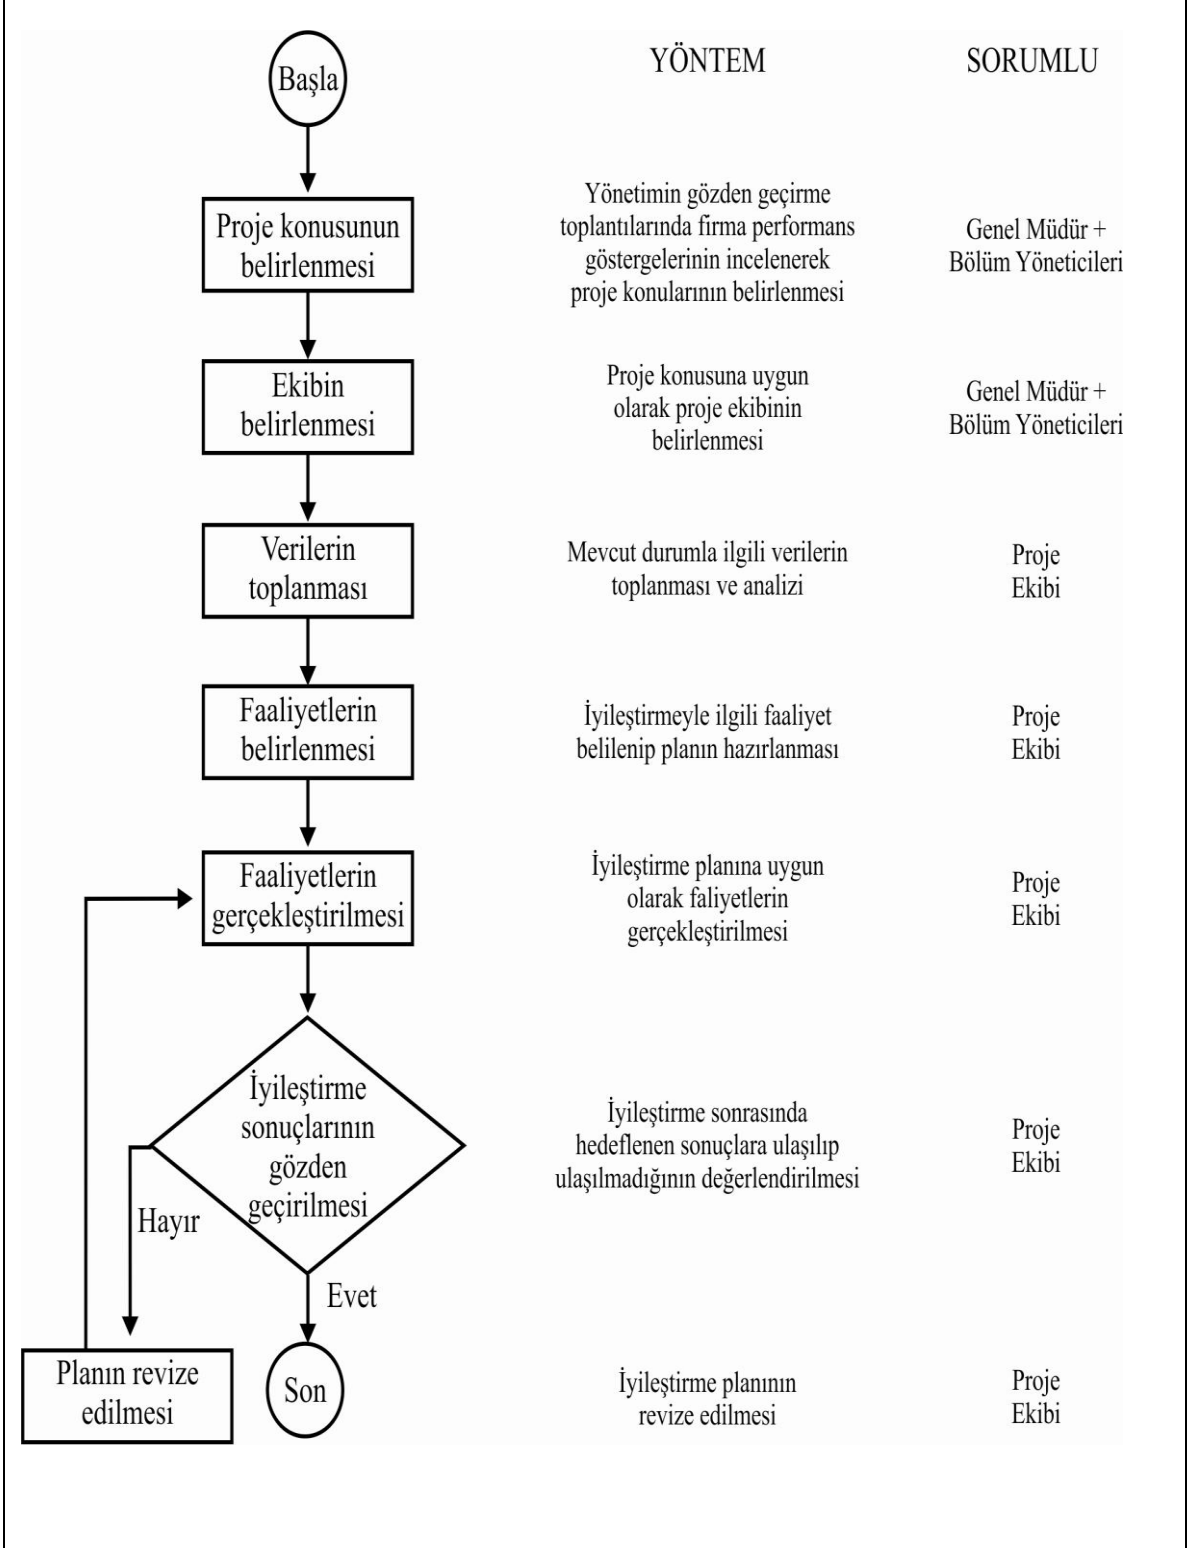 Başla
YÖNTEM
SORUMLU
Proje konusunun
belirlenmesi
Yönetimin gözden geçirme
toplantılarında firma performans
göstergelerinin incelenerek
proje konularının belirlenmesi
Genel Müdür +
Bölüm Yöneticileri
Ekibin
belirlenmesi
Proje konusuna uygun
olarak proje ekibinin
belirlenmesi
Genel Müdür +
Bölüm Yöneticileri
Verilerin
toplanması
Mevcut durumla ilgili verilerin
toplanması ve analizi
Proje
Ekibi
Faaliyetlerin
belirlenmesi
İyileştirmeyle ilgili faaliyet
belilenip planın hazırlanması
Proje
Ekibi
Faaliyetlerin
gerçekleştirilmesi
İyileştirme planına uygun
olarak faliyetlerin
gerçekleştirilmesi
Proje
Ekibi
İyileştirme
sonuçlarının
gözden
geçirilmesi
İyileştirme sonrasında
hedeflenen sonuçlara ulaşılıp
ulaşılmadığının değerlendirilmesi
Proje
Ekibi
Hayır
Evet
Planın revize
edilmesi
Son
İyileştirme planının
revize edilmesi
Proje
Ekibi